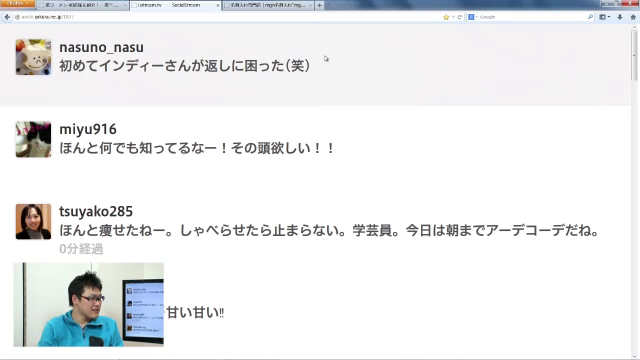 Ustream.tv
SocialStream
Google
nasuno_nasu
初めてインディーさんが返しに困った(笑)
miyu916
ほんと何でも知ってるなー！その頭欲しい！！
tsuyako285
ほんと痩せたねー。しゃべらせたら止まらない。学芸員。今日は朝までアーデコーデだね。
0分経過
甘い甘い!!